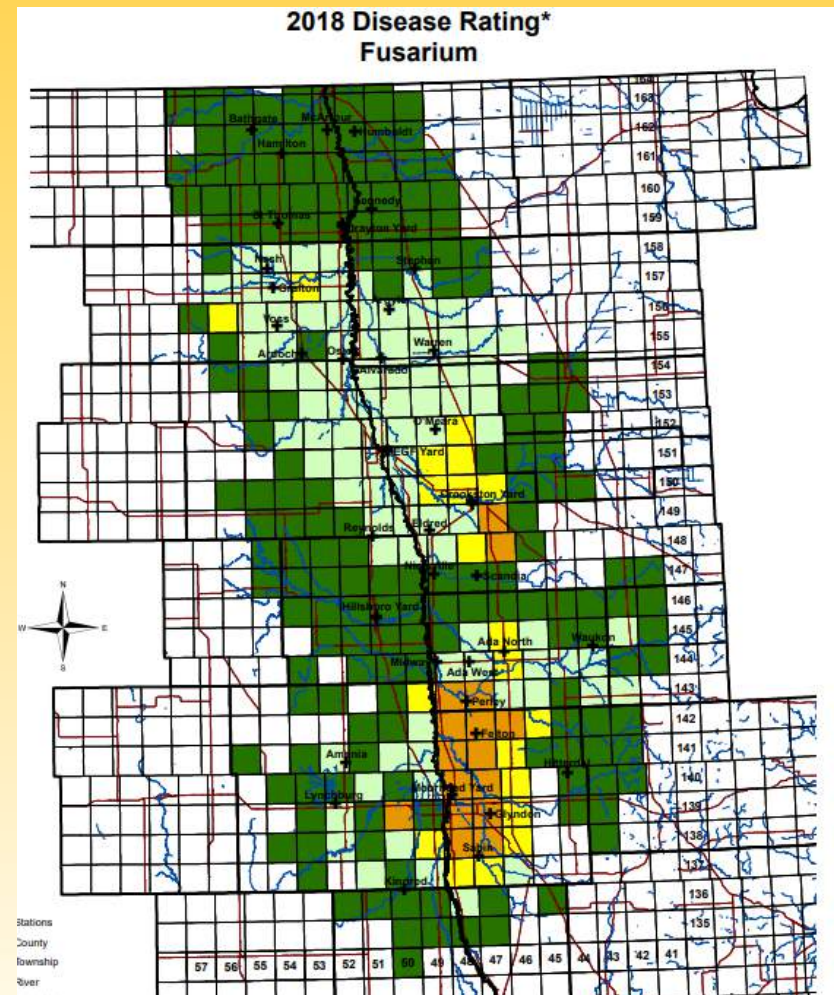 2018 Disease Rating*
Fusarium
164
163
Bathgate McArthur
Humboldt 162
Hamilton
161
160
Kennedy
St Thomas 159
Drayton Yard
158
Nash Stephen
157
Grafton
156
Voss
155
Warren
Ardoch
154
Alvarado
153
152
O'Meara
EGF Yard 151
150
Crookston Yard
149
Reynolds Eldred
148
147
Scandia
146
Hillsboro Yard
145
Ada North Waukon
144
Midway
Ada West
143
Perley
142
Felton
141
Amenia Hitterdal
140
Moorhead Yard
Lynchburg 139
Glyndon
138
Sabin
137
Kindred
136
135
N
W E
S
Stations
County
Township
River
57 56 55 54 53 52 51 50 49 48 47 46 45 44 43 42 41